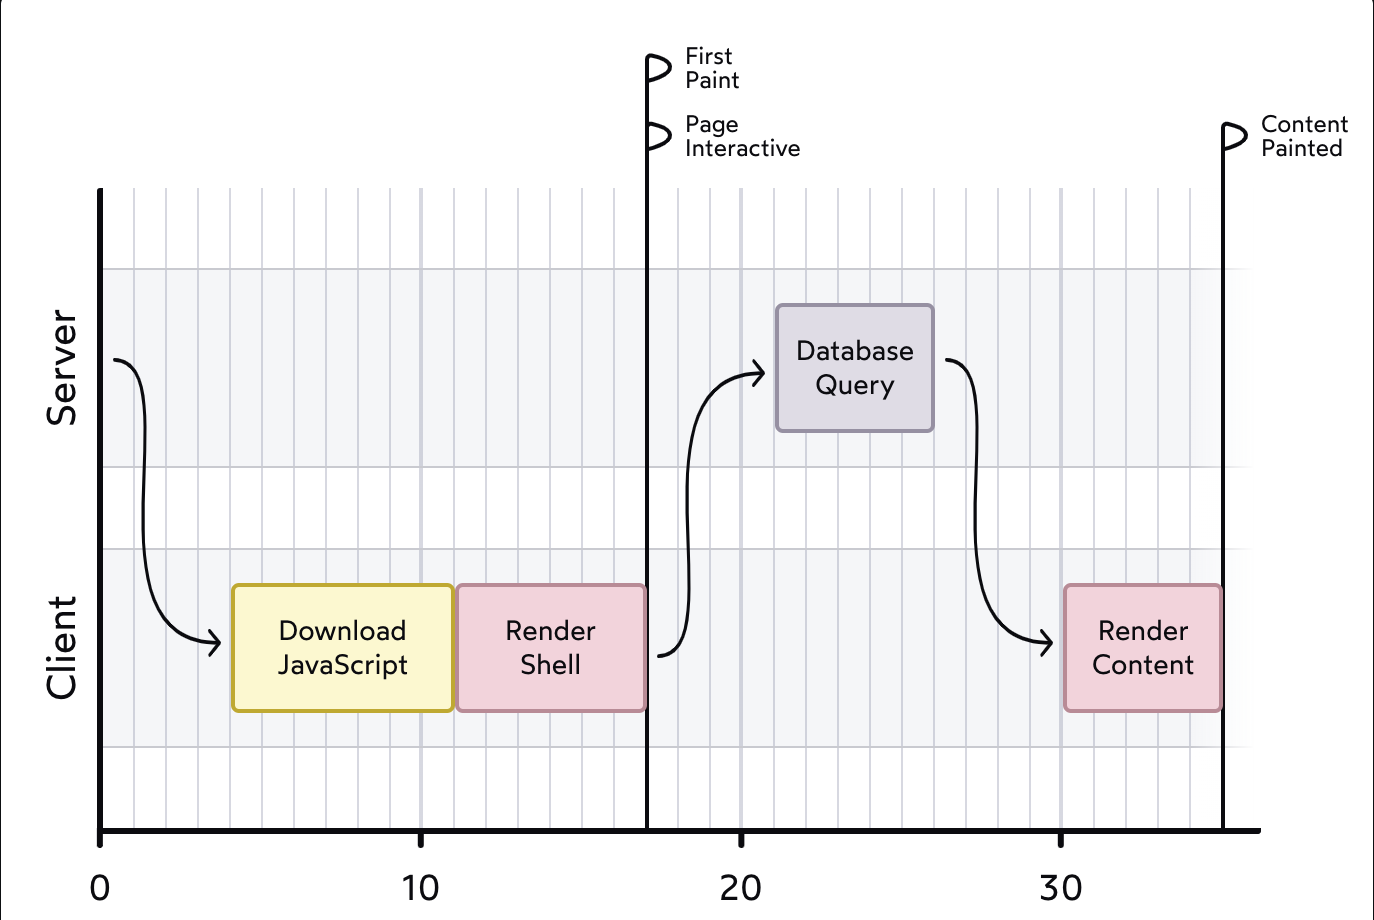 First
Paint
Page
Interactive
Content
Painted
Server
Database
Query
Client
Download
JavaScript
Render
Shell
Render
Content
0
10
20
30